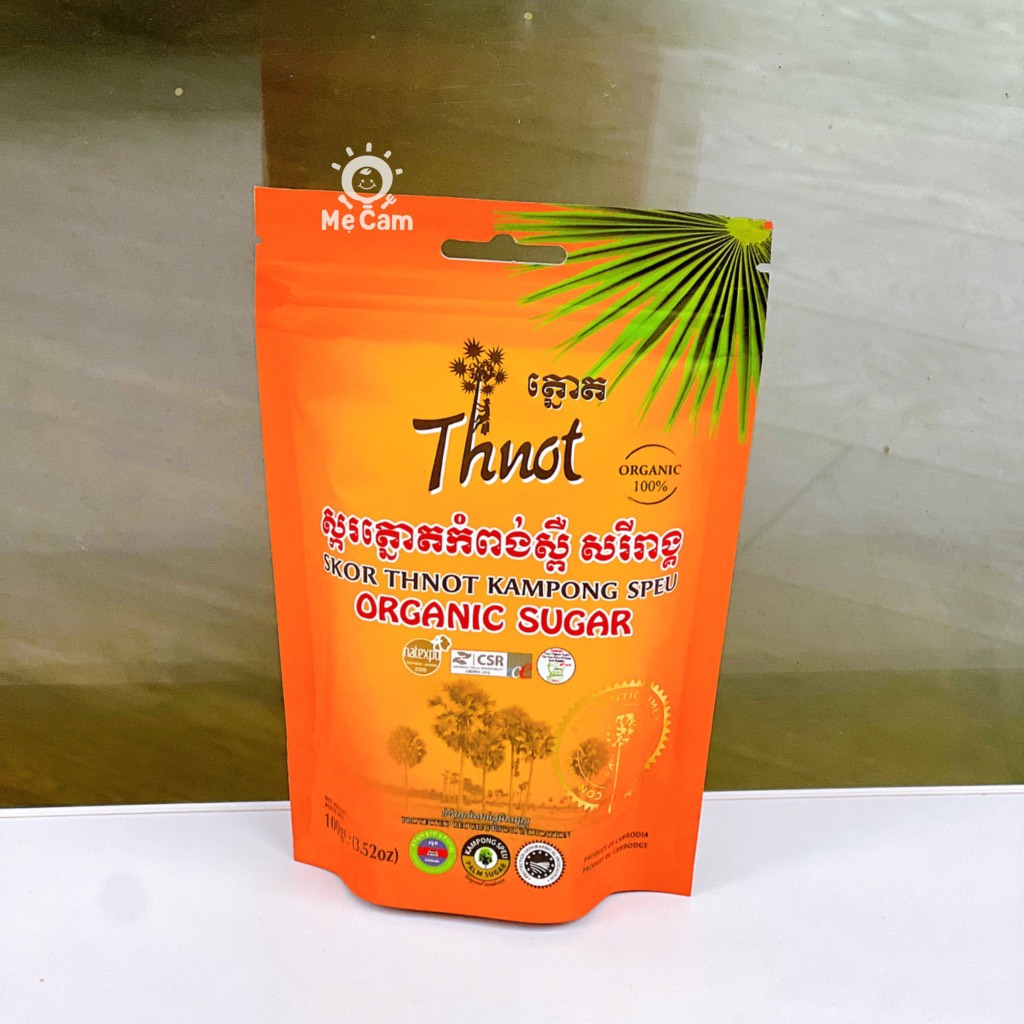 Mẹ Cam
ត្នោត
Thnot
ORGANIC
100%
ស្ករត្នោតកំពង់ស្ពឺ សរីរាង្គ
SKOR THNOT KAMPONG SPEU
ORGANIC SUGAR
natexpo
CSR
100g (3.52oz)
KAMPONG SPEU
PALM SUGAR
PRODUCT OF CAMBODIA
PRODUIT DU CAMBODGE